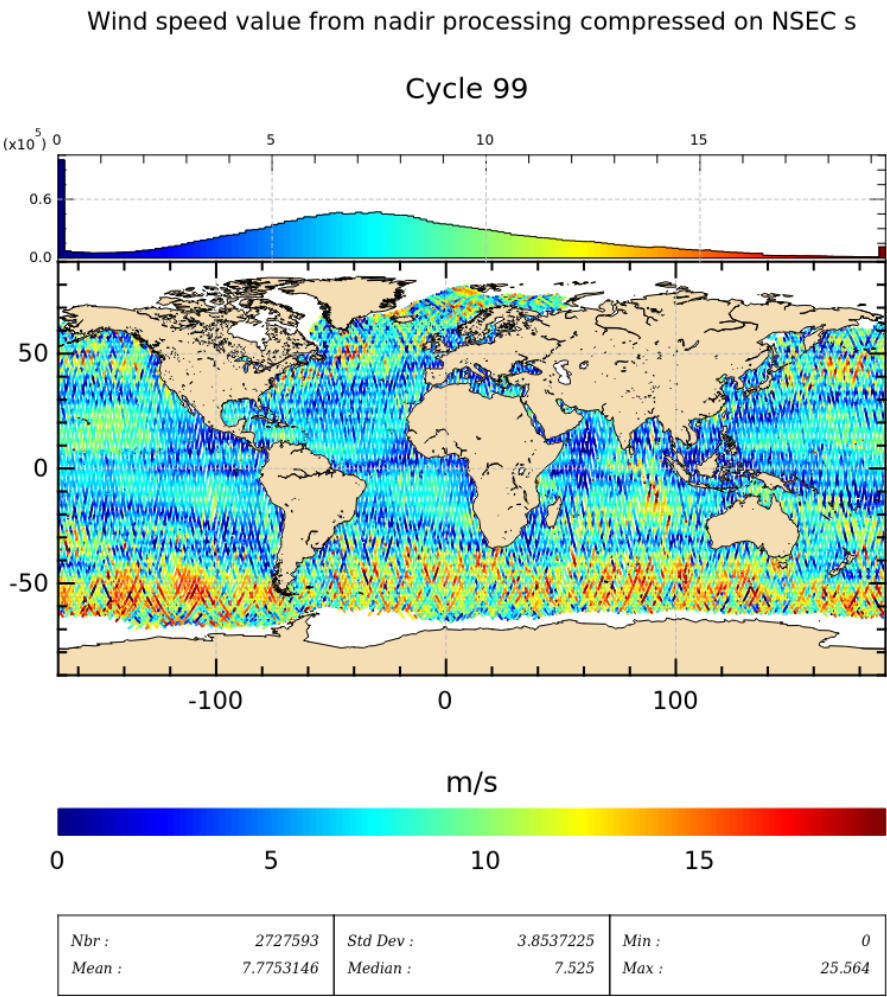 Wind speed value from nadir processing compressed on NSEC s
Cycle 99
(x10^5) 0 5 10 15
0.6
0.0
50
0
-50
-100 0 100
m/s
0 5 10 15
Nbr : 2727593 Std Dev : 3.8537225 Min : 0
Mean : 7.7753146 Median : 7.525 Max : 25.564